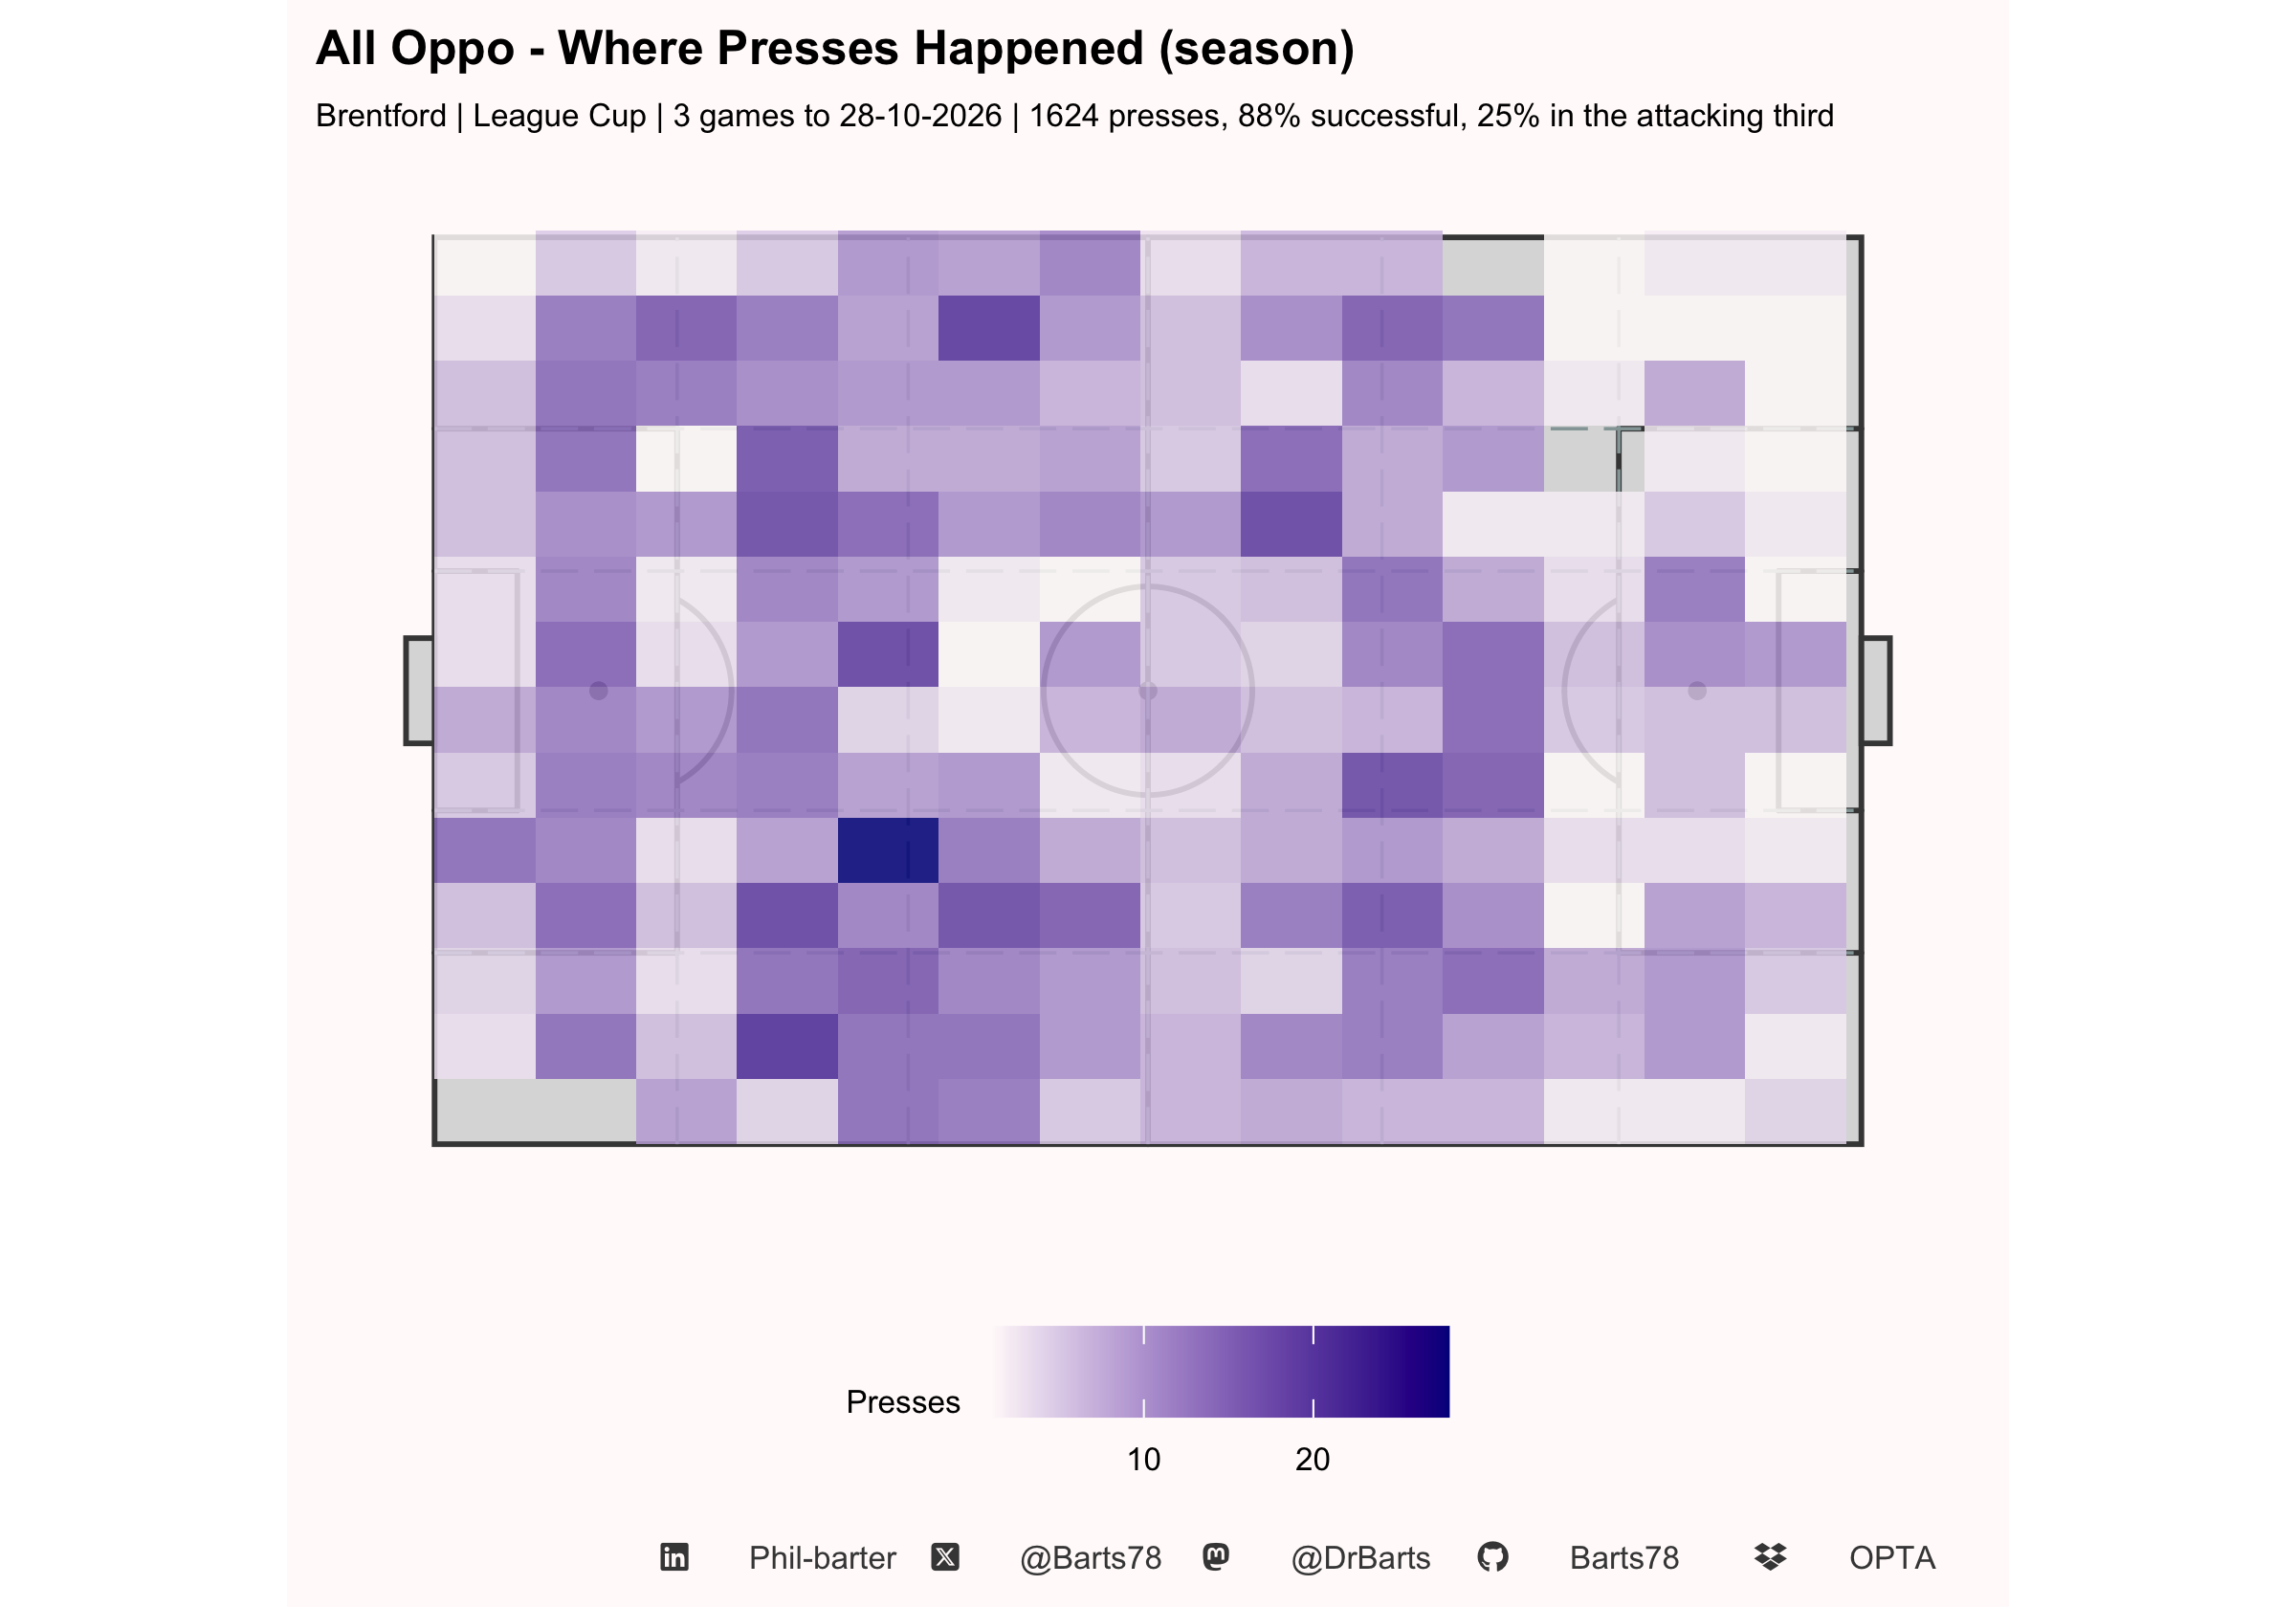 All Oppo - Where Presses Happened (season)
Brentford | League Cup | 3 games to 28-10-2026 | 1624 presses, 88% successful, 25% in the attacking third
Presses
10 20
Phil-barter @Barts78 @DrBarts Barts78 OPTA